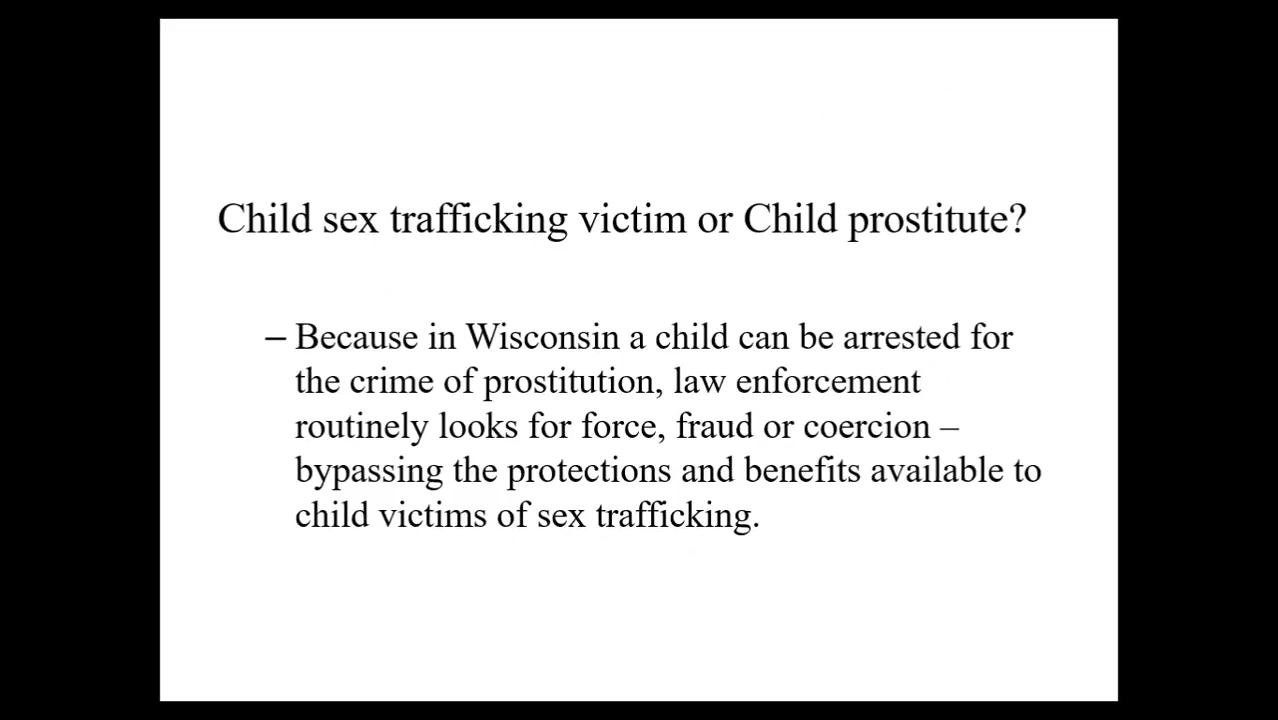 Child sex trafficking victim or Child prostitute?
– Because in Wisconsin a child can be arrested for
the crime of prostitution, law enforcement
routinely looks for force, fraud or coercion –
bypassing the protections and benefits available to
child victims of sex trafficking.